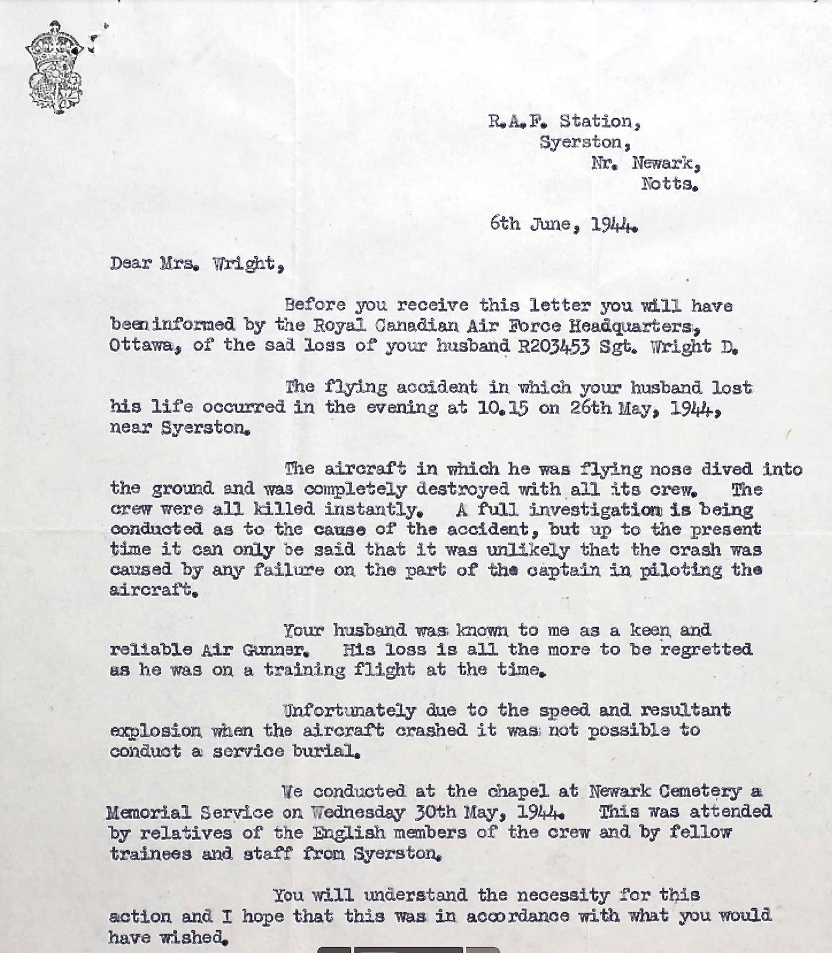 R.A.F. Station,
Syerston,
Nr. Newark,
Notts.
6th June, 1944.
Dear Mrs. Wright,
Before you receive this letter you will have
been informed by the Royal Canadian Air Force Headquarters,
Ottawa, of the sad loss of your husband R203453 Sgt. Wright D.
The flying accident in which your husband lost
his life occurred in the evening at 10.15 on 26th May, 1944,
near Syerston.
The aircraft in which he was flying nose dived into
the ground and was completely destroyed with all its crew. The
crew were all killed instantly. A full investigation is being
conducted as to the cause of the accident, but up to the present
time it can only be said that it was unlikely that the crash was
caused by any failure on the part of the captain in piloting the
aircraft.
Your husband was known to me as a keen and
reliable Air Gunner. His loss is all the more to be regretted
as he was on a training flight at the time.
Unfortunately due to the speed and resultant
explosion when the aircraft crashed it was not possible to
conduct a service burial.
We conducted at the chapel at Newark Cemetery a
Memorial Service on Wednesday 30th May, 1944. This was attended
by relatives of the English members of the crew and by fellow
trainees and staff from Syerston.
You will understand the necessity for this
action and I hope that this was in accordance with what you would
have wished.